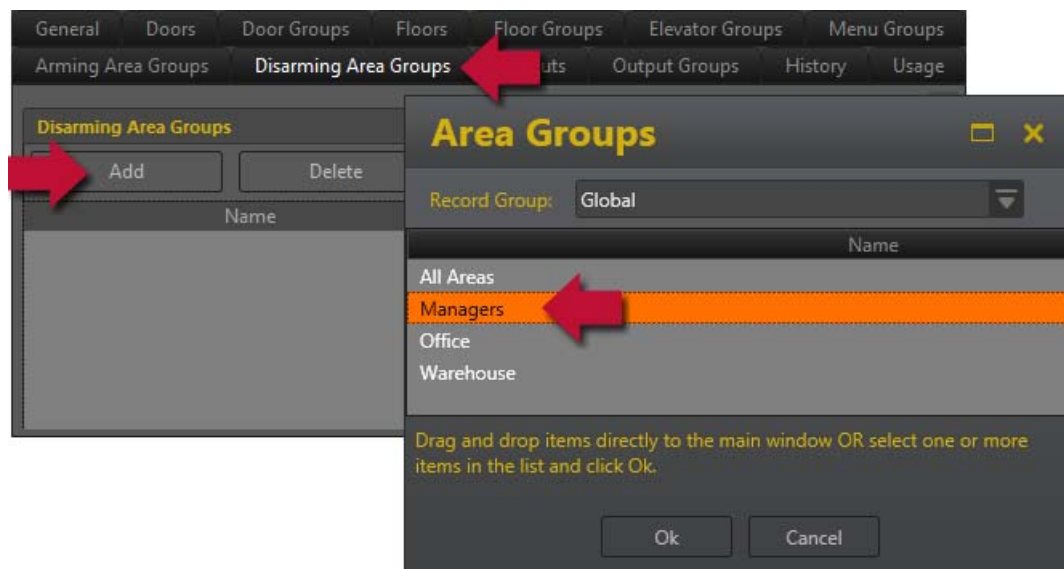 General Doors Door Groups Floors Floor Groups Elevator Groups Menu Groups
Arming Area Groups Disarming Area Groups uts Output Groups History Usage
Disarming Area Groups
Add Delete
Name
Area Groups
Record Group: Global
Name
All Areas
Managers
Office
Warehouse
Drag and drop items directly to the main window OR select one or more
items in the list and click Ok.
Ok Cancel